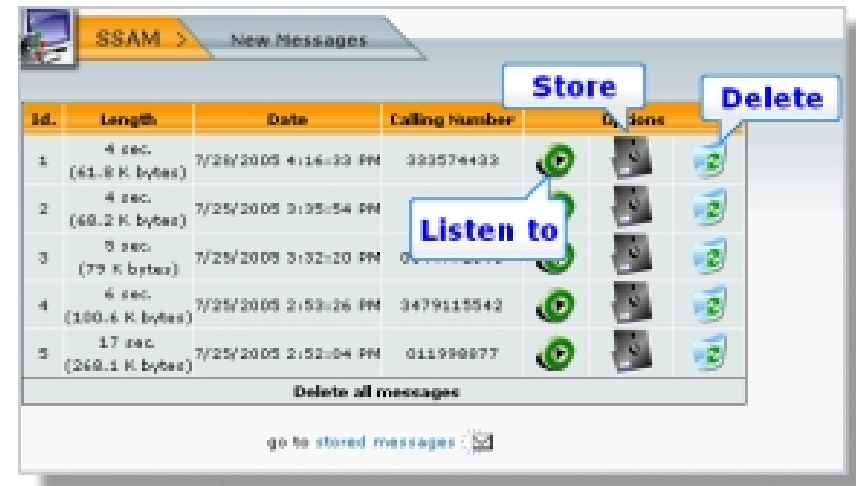 SSAM >
New Messages
Store
Delete
Id. Length Date Calling Number Options
4 sec.
1 7/28/2005 4:16:33 PM 333574433
(61.8 K bytes)
4 sec.
2 7/25/2005 3:35:54 PM
(68.2 K bytes)
Listen to
9 sec.
3 7/25/2005 3:32:20 PM
(79 K bytes)
6 sec.
4 7/25/2005 2:53:26 PM 3479115542
(100.6 K bytes)
17 sec.
5 7/25/2005 2:52:04 PM 011998877
(268.1 K bytes)
Delete all messages
go to stored messages